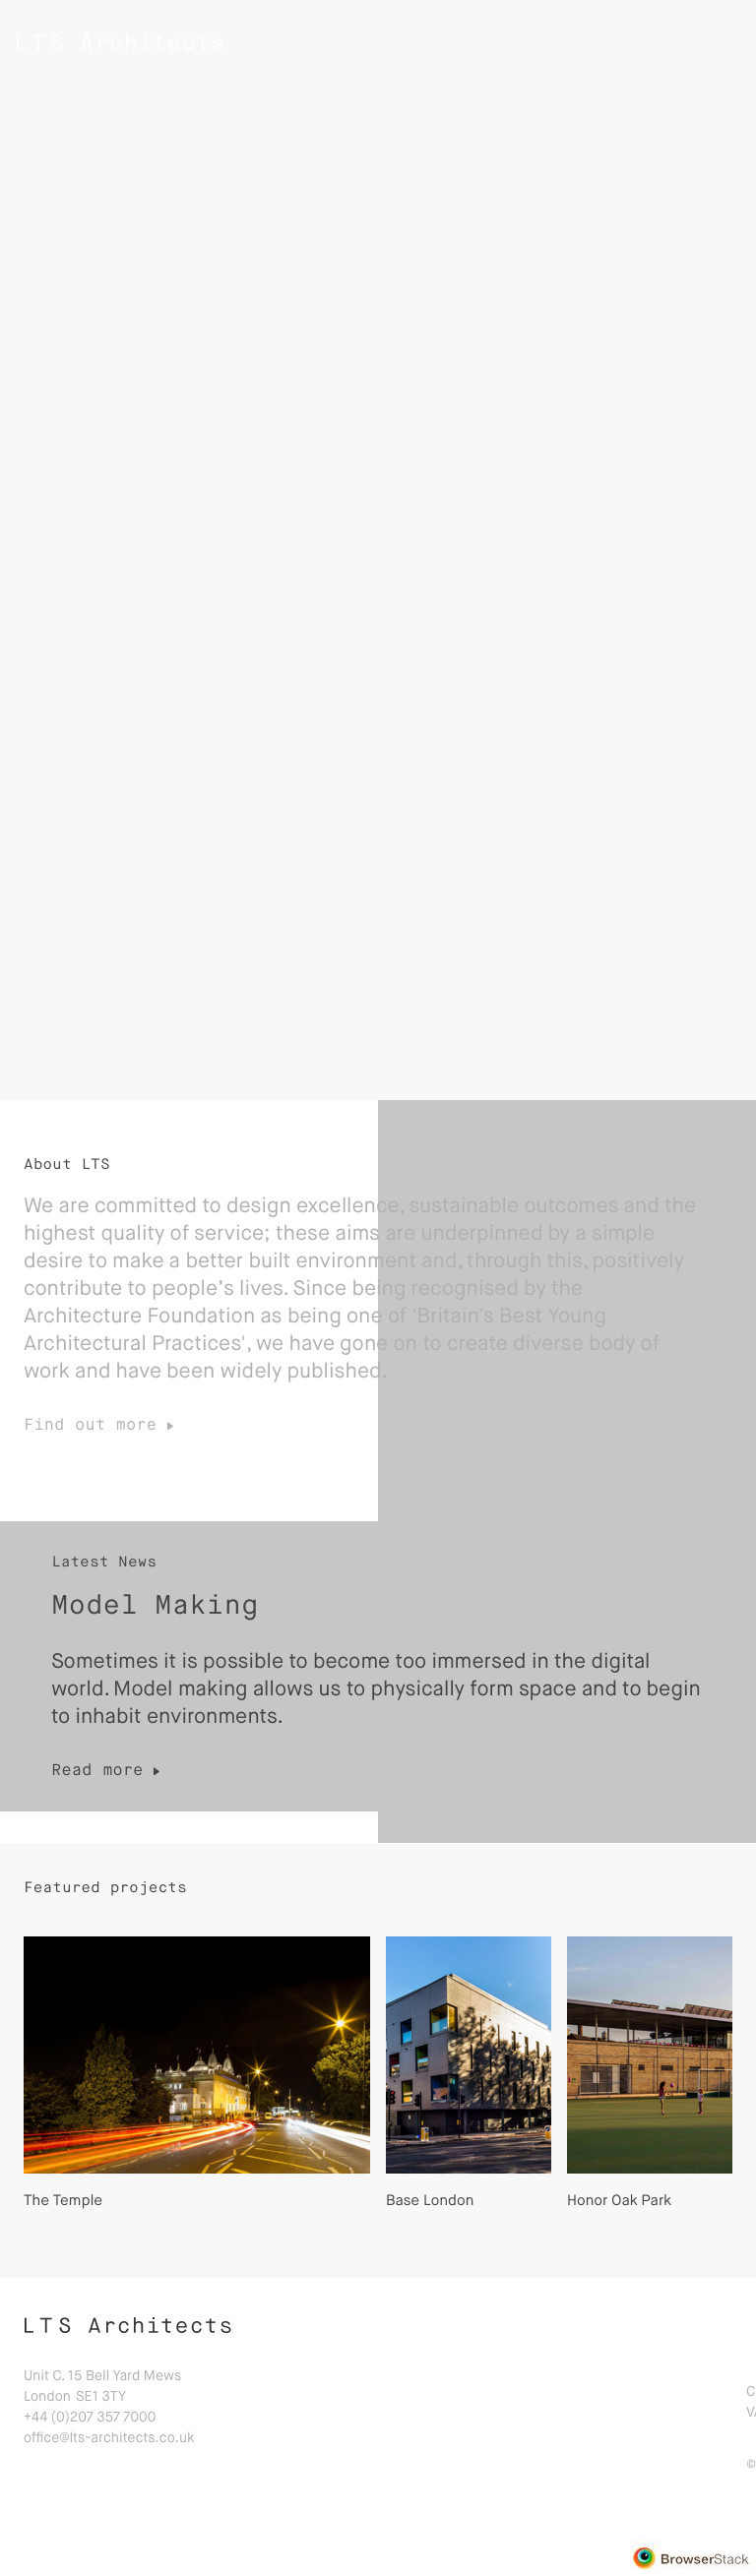 LTS Architects
About LTS
We are committed to design excellence, sustainable outcomes and the
highest quality of service; these aims are underpinned by a simple
desire to make a better built environment and, through this, positively
contribute to people’s lives. Since being recognised by the
Architecture Foundation as being one of 'Britain's Best Young
Architectural Practices', we have gone on to create diverse body of
work and have been widely published.
Find out more
Latest News
Model Making
Sometimes it is possible to become too immersed in the digital
world. Model making allows us to physically form space and to begin
to inhabit environments.
Read more
Featured projects
The Temple
Base London
Honor Oak Park
LTS Architects
Unit C. 15 Bell Yard Mews
London SE1 3TY
+44 (0)207 357 7000
office@lts-architects.co.uk
C
VA
©
BrowserStack